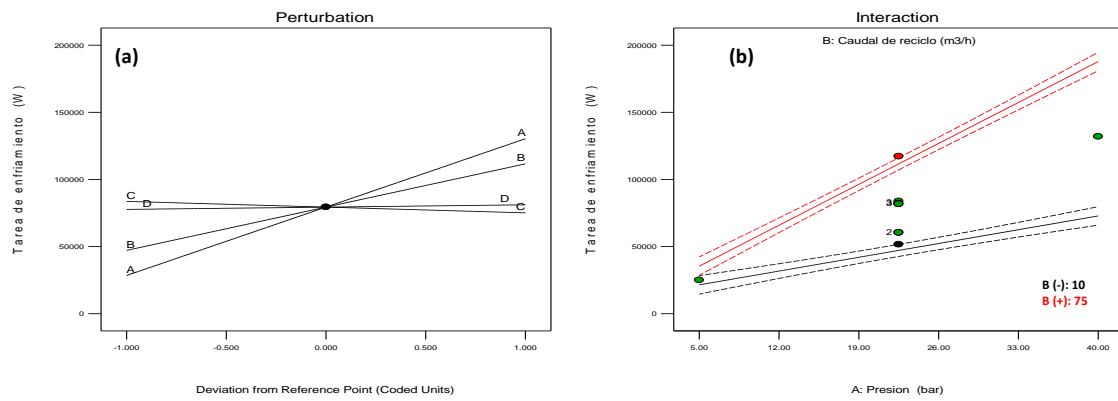 Perturbation
(a)
Tarea de enfriamiento (W)
200000
150000
100000
50000
0
A
B
C
D
D
C
B
A
-1.000
-0.500
0.000
0.500
1.000
Deviation from Reference Point (Coded Units)
Interaction
B: Caudal de reciclo (m3/h)
(b)
Tarea de enfriamiento (W)
200000
150000
100000
50000
0
3
2
B (-): 10
B (+): 75
5.00
12.00
19.00
26.00
33.00
40.00
A: Presion (bar)